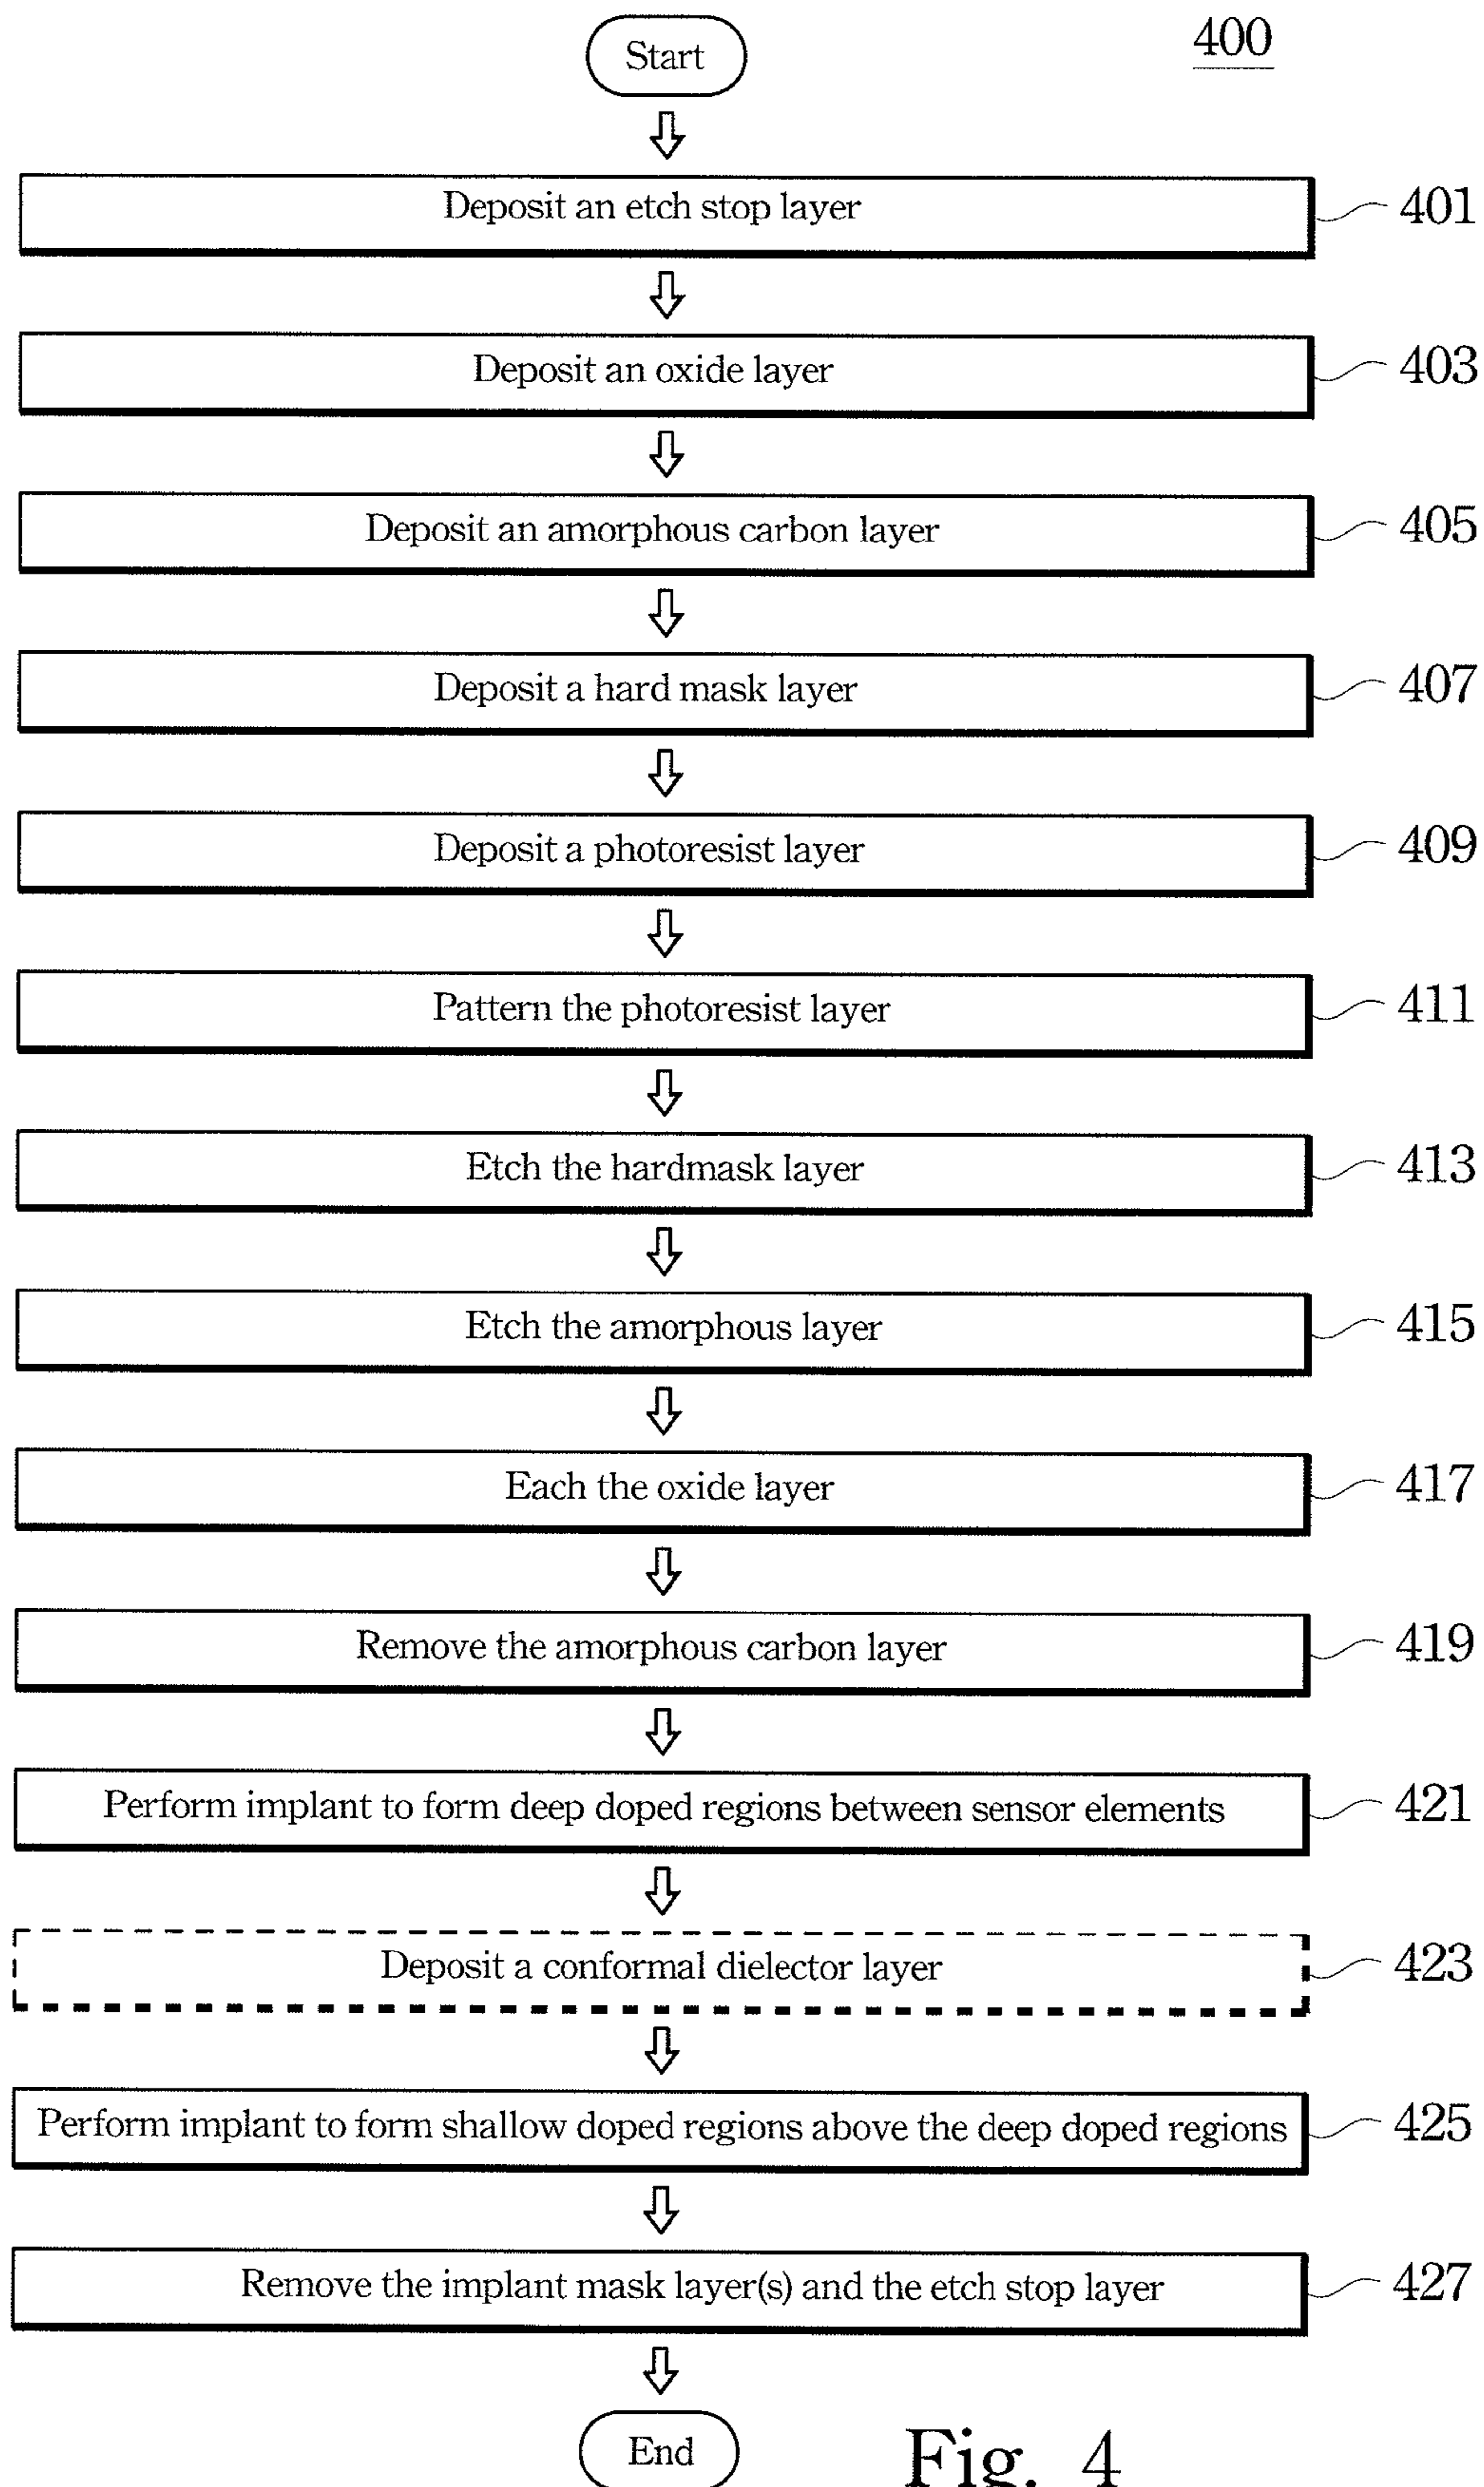 400
Start
Deposit an etch stop layer 401
Deposit an oxide layer 403
Deposit an amorphous carbon layer 405
Deposit a hard mask layer 407
Deposit a photoresist layer 409
Pattern the photoresist layer 411
Etch the hardmask layer 413
Etch the amorphous layer 415
Each the oxide layer 417
Remove the amorphous carbon layer 419
Perform implant to form deep doped regions between sensor elements 421
Deposit a conformal dielector layer 423
Perform implant to form shallow doped regions above the deep doped regions 425
Remove the implant mask layer(s) and the etch stop layer 427
End
Fig. 4